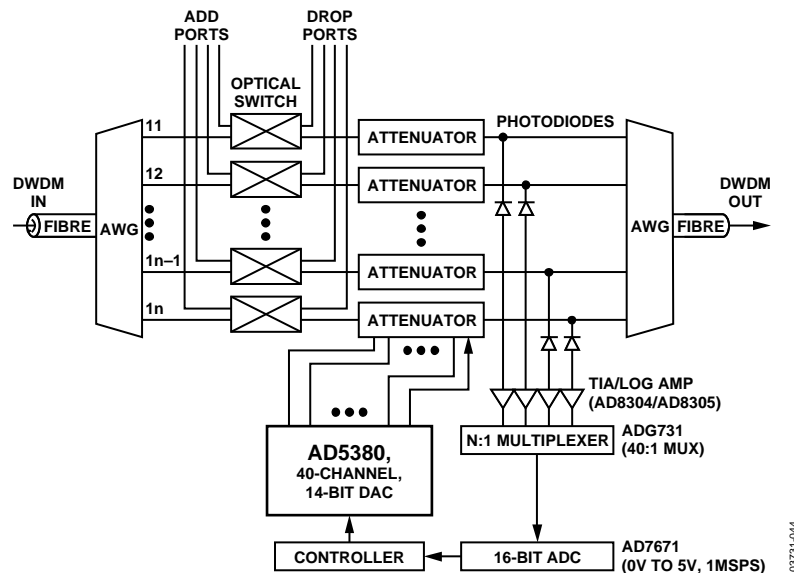 ADD
PORTS
DROP
PORTS
OPTICAL
SWITCH
PHOTODIODES
11
ATTENUATOR
12
ATTENUATOR
DWDM
IN
FIBRE
AWG
AWG
FIBRE
DWDM
OUT
1n–1
ATTENUATOR
1n
ATTENUATOR
TIA/LOG AMP
(AD8304/AD8305)
AD5380,
40-CHANNEL,
14-BIT DAC
N:1 MULTIPLEXER
ADG731
(40:1 MUX)
CONTROLLER
16-BIT ADC
AD7671
(0V TO 5V, 1MSPS)
03731-044